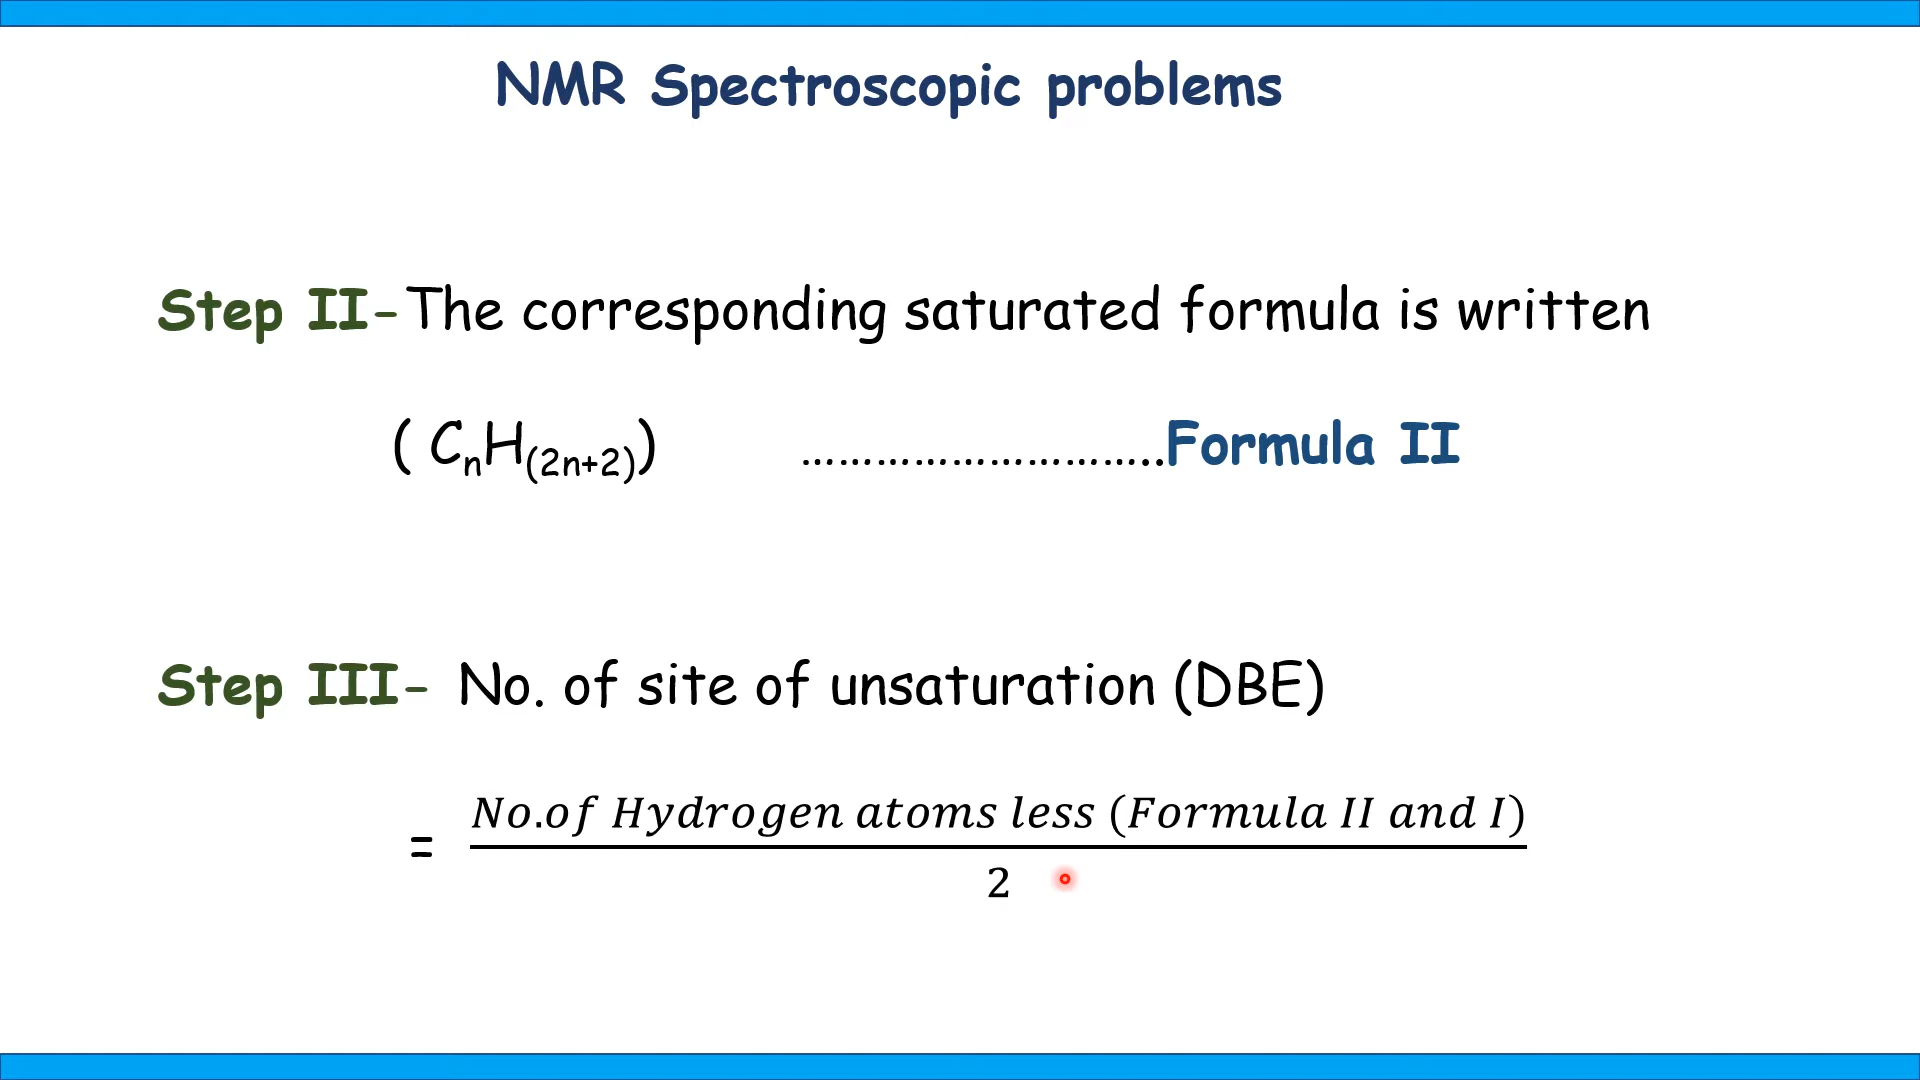 NMR Spectroscopic problems
Step II-The corresponding saturated formula is written
( CₙH₍₂ₙ₊₂₎) ………………………..Formula II
Step III- No. of site of unsaturation (DBE)
= No.of Hydrogen atoms less (Formula II and I)
2